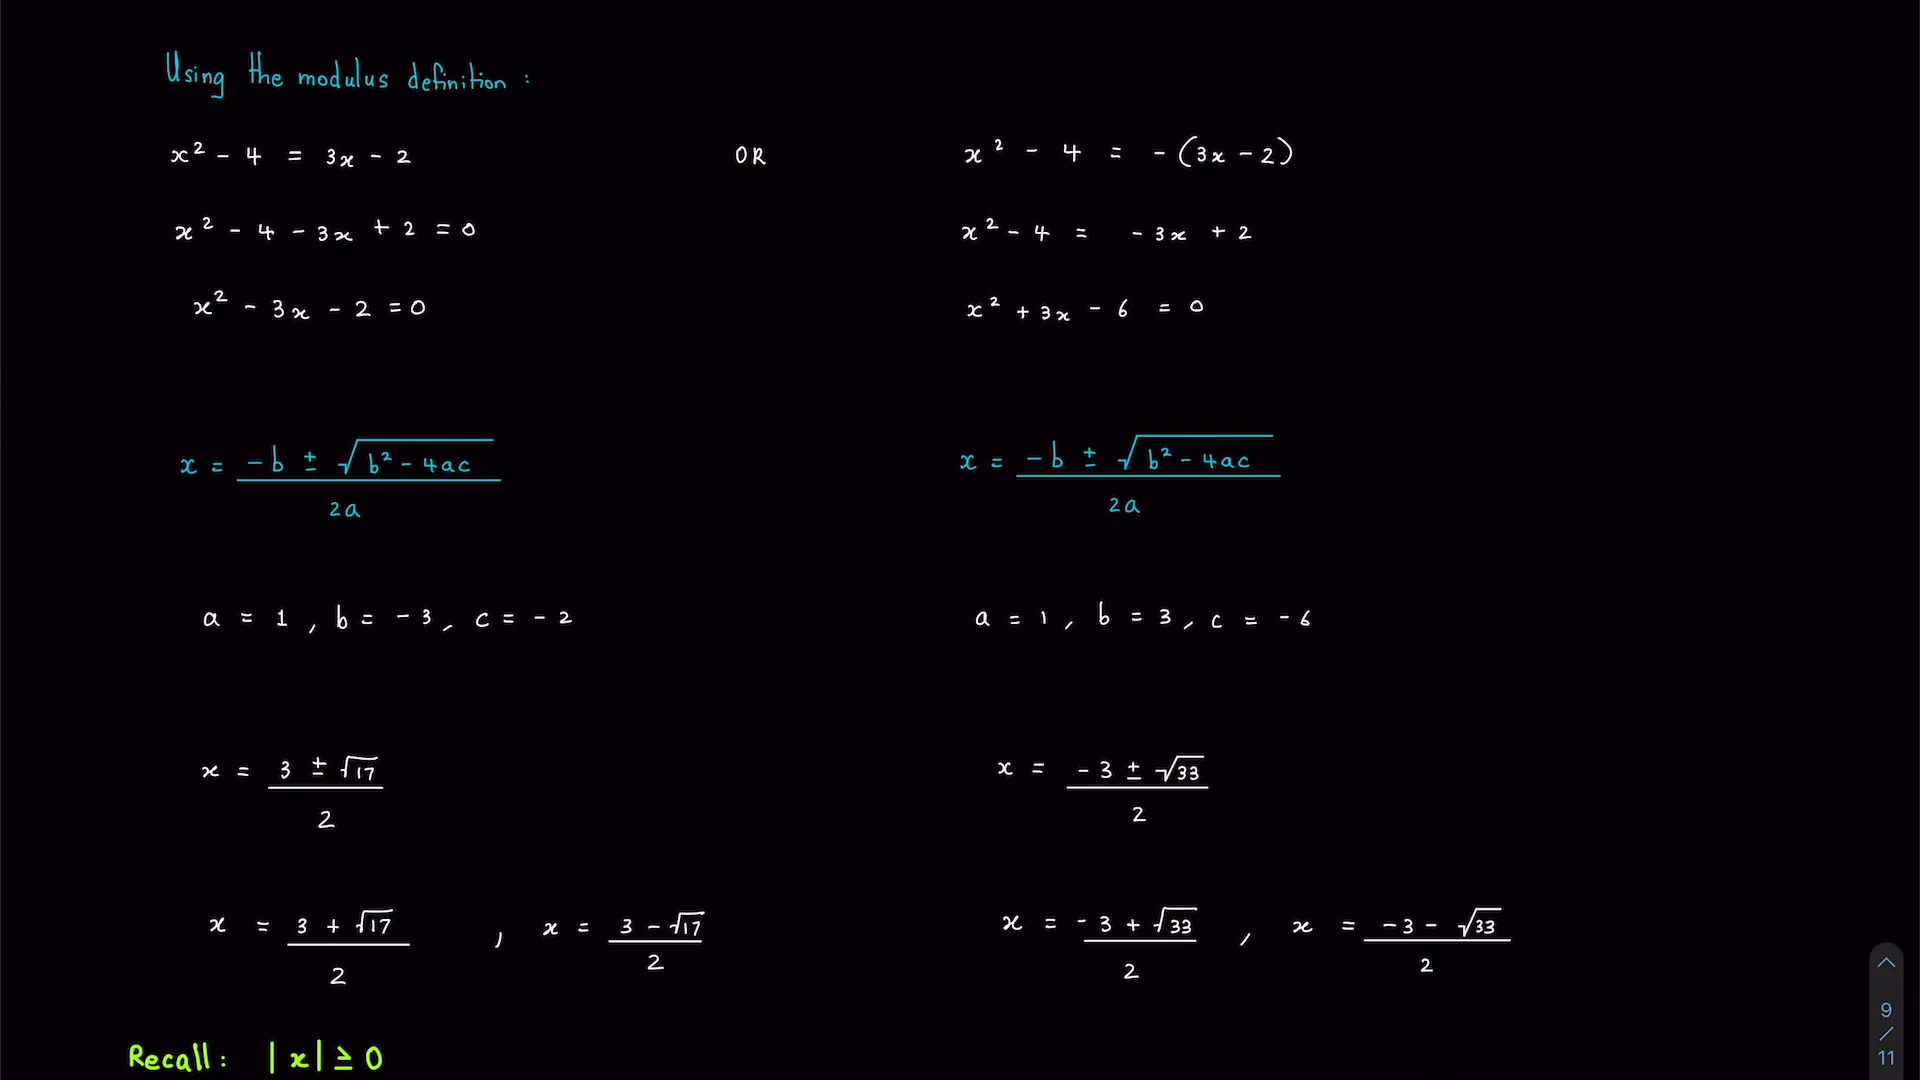 Using the modulus definition :
x² - 4 = 3x - 2 OR x² - 4 = -(3x - 2)
x² - 4 - 3x + 2 = 0 x² - 4 = - 3x + 2
x² - 3x - 2 = 0 x² + 3x - 6 = 0
x = (-b ± √(b² - 4ac)) / 2a x = (-b ± √(b² - 4ac)) / 2a
a = 1 , b = -3 , c = -2 a = 1 , b = 3 , c = -6
x = (3 ± √17) / 2 x = (-3 ± √33) / 2
x = (3 + √17) / 2 , x = (3 - √17) / 2 x = (-3 + √33) / 2 , x = (-3 - √33) / 2
Recall : |x| ≥ 0
9
/
11